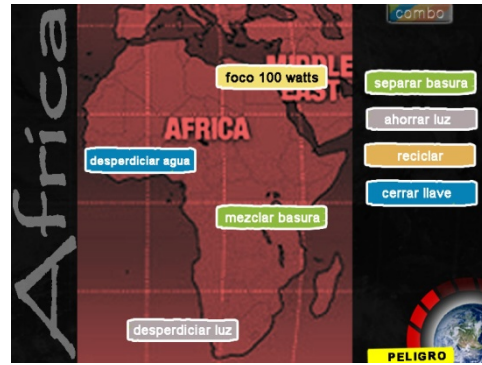 Africa
combo
MIDDLE
EAST
foco 100 watts
separar basura
AFRICA
ahorrar luz
desperdiciar agua
reciclar
cerrar llave
mezclar basura
desperdiciar luz
PELIGRO